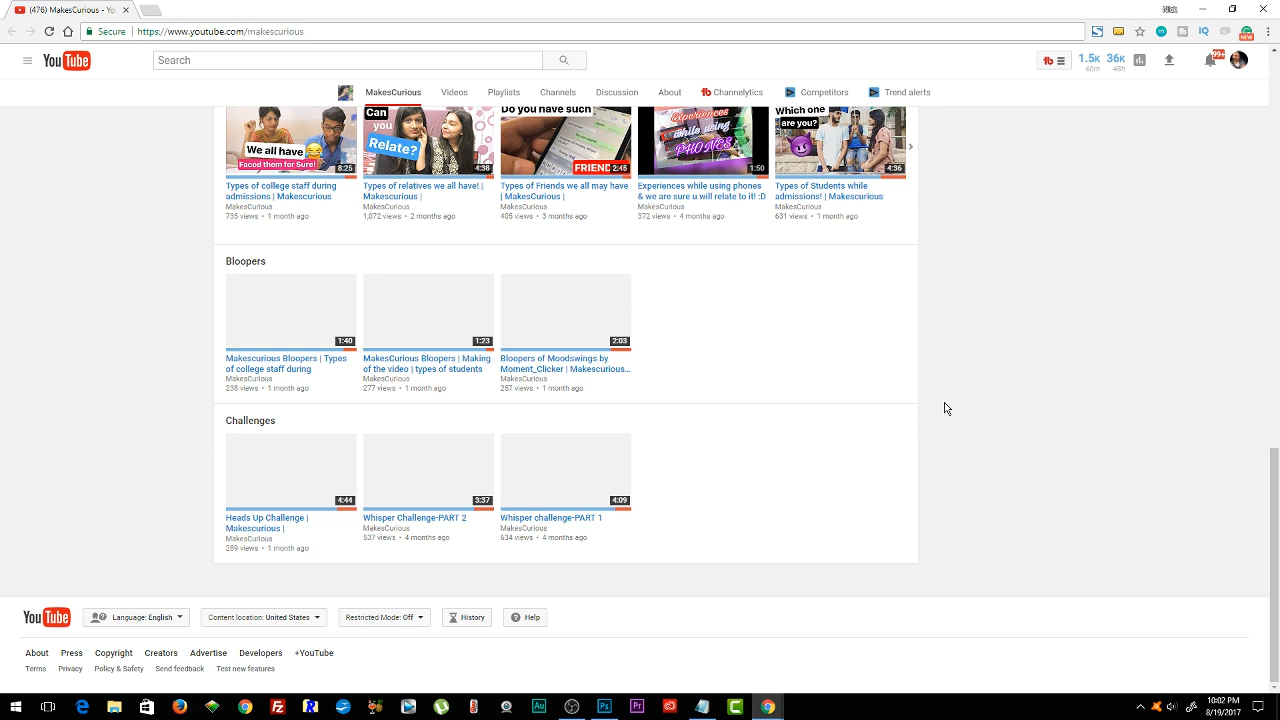 (476) MakesCurious - Yo
Nick
Secure
https://www.youtube.com/makescurious
NEW
YouTube
Search
1.5K 36K
60m 48h
99+
MakesCurious Videos Playlists Channels Discussion About Channelytics Competitors Trend alerts
We all have
Faced them for Sure!
8:25
Can
you
Relate?
4:38
Do you have such
FRIEND
2:45
Experiences
while using
PHONES
1:50
Which one
are you?
4:36
Types of college staff during
admissions | Makescurious
MakesCurious
735 views • 1 month ago
Types of relatives we all have! |
Makescurious |
MakesCurious
1,072 views • 2 months ago
Types of Friends we all may have
| MakesCurious |
MakesCurious
405 views • 3 months ago
Experiences while using phones
& we are sure u will relate to it! :D
MakesCurious
372 views • 4 months ago
Types of Students while
admissions! | Makescurious
MakesCurious
631 views • 1 month ago
Bloopers
1:40
Makescurious Bloopers | Types
of college staff during
MakesCurious
238 views • 1 month ago
1:23
MakesCurious Bloopers | Making
of the video | types of students
MakesCurious
277 views • 1 month ago
2:03
Bloopers of Moodswings by
Moment_Clicker | Makescurious...
MakesCurious
257 views • 1 month ago
Challenges
4:44
Heads Up Challenge |
Makescurious |
MakesCurious
289 views • 1 month ago
3:37
Whisper Challenge-PART 2
MakesCurious
537 views • 4 months ago
4:09
Whisper challenge-PART 1
MakesCurious
634 views • 4 months ago
YouTube
Language: English
Content location: United States
Restricted Mode: Off
History
Help
About Press Copyright Creators Advertise Developers +YouTube
Terms Privacy Policy & Safety Send feedback Test new features
10:02 PM
8/19/2017